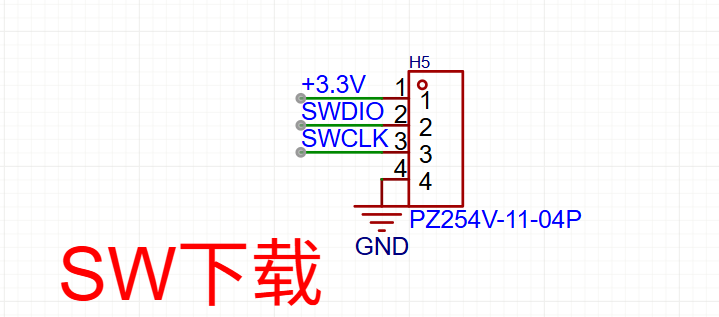 H5
+3.3V 1 1
SWDIO 2 2
SWCLK 3 3
4 4
PZ254V-11-04P
GND
SW下载